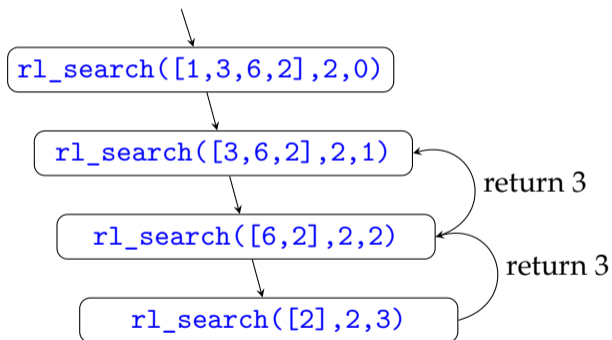 rl_search([1,3,6,2],2,0)
rl_search([3,6,2],2,1)
return 3
rl_search([6,2],2,2)
return 3
rl_search([2],2,3)